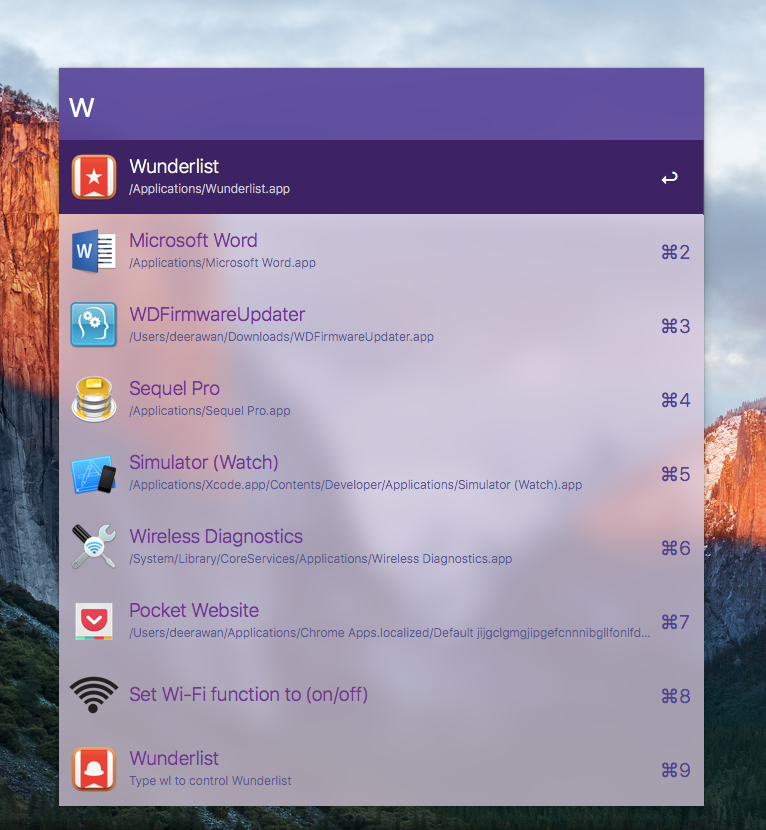 W
Wunderlist
/Applications/Wunderlist.app
Microsoft Word
/Applications/Microsoft Word.app
⌘2
WDFirmwareUpdater
/Users/deerawan/Downloads/WDFirmwareUpdater.app
⌘3
Sequel Pro
/Applications/Sequel Pro.app
⌘4
Simulator (Watch)
/Applications/Xcode.app/Contents/Developer/Applications/Simulator (Watch).app
⌘5
Wireless Diagnostics
/System/Library/CoreServices/Applications/Wireless Diagnostics.app
⌘6
Pocket Website
/Users/deerawan/Applications/Chrome Apps.localized/Default jijgclgmgjipgefcnnnibgllfonlfd...
⌘7
Set Wi-Fi function to (on/off)
⌘8
Wunderlist
Type wl to control Wunderlist
⌘9